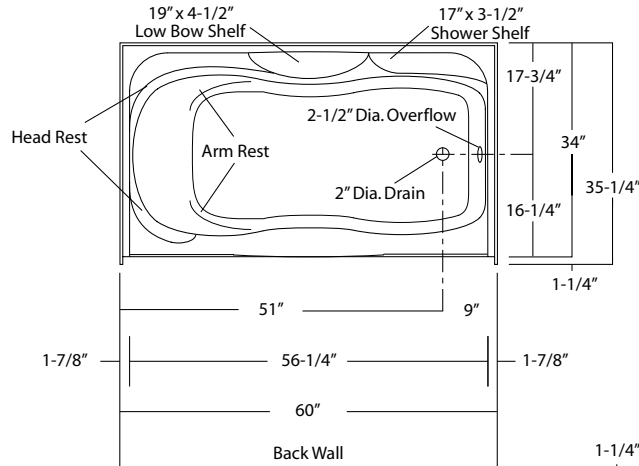 19” x 4-1/2”
Low Bow Shelf
17” x 3-1/2”
Shower Shelf
17-3/4”
2-1/2” Dia. Overflow
Head Rest
Arm Rest
34”
35-1/4”
2” Dia. Drain
16-1/4”
1-1/4”
51”
9”
1-7/8”
56-1/4”
1-7/8”
60”
Back Wall
1-1/4”